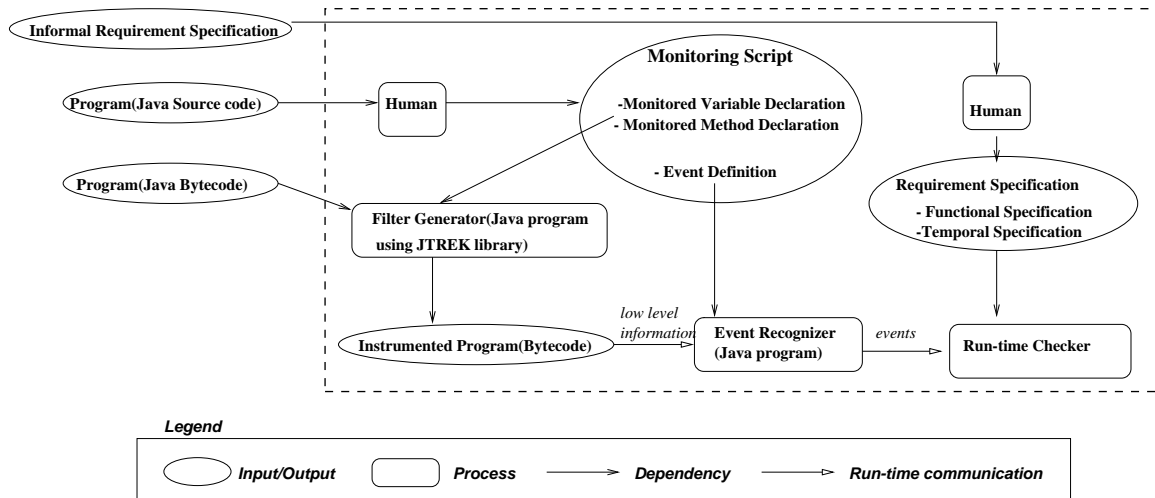 Informal Requirement Specification
Program(Java Source code)
Human
Monitoring Script
-Monitored Variable Declaration
- Monitored Method Declaration
- Event Definition
Human
Program(Java Bytecode)
Requirement Specification
- Functional Specification
-Temporal Specification
Filter Generator(Java program
using JTREK library)
Instrumented Program(Bytecode)
low level
information
Event Recognizer
(Java program)
events
Run-time Checker
Legend
Input/Output
Process
Dependency
Run-time communication